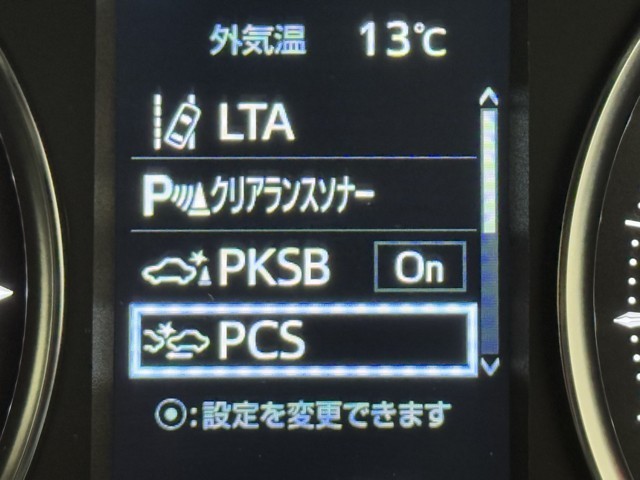 外気温 13℃
LTA
P クリアランスソナー
PKSB On
PCS
⦿:設定を変更できます